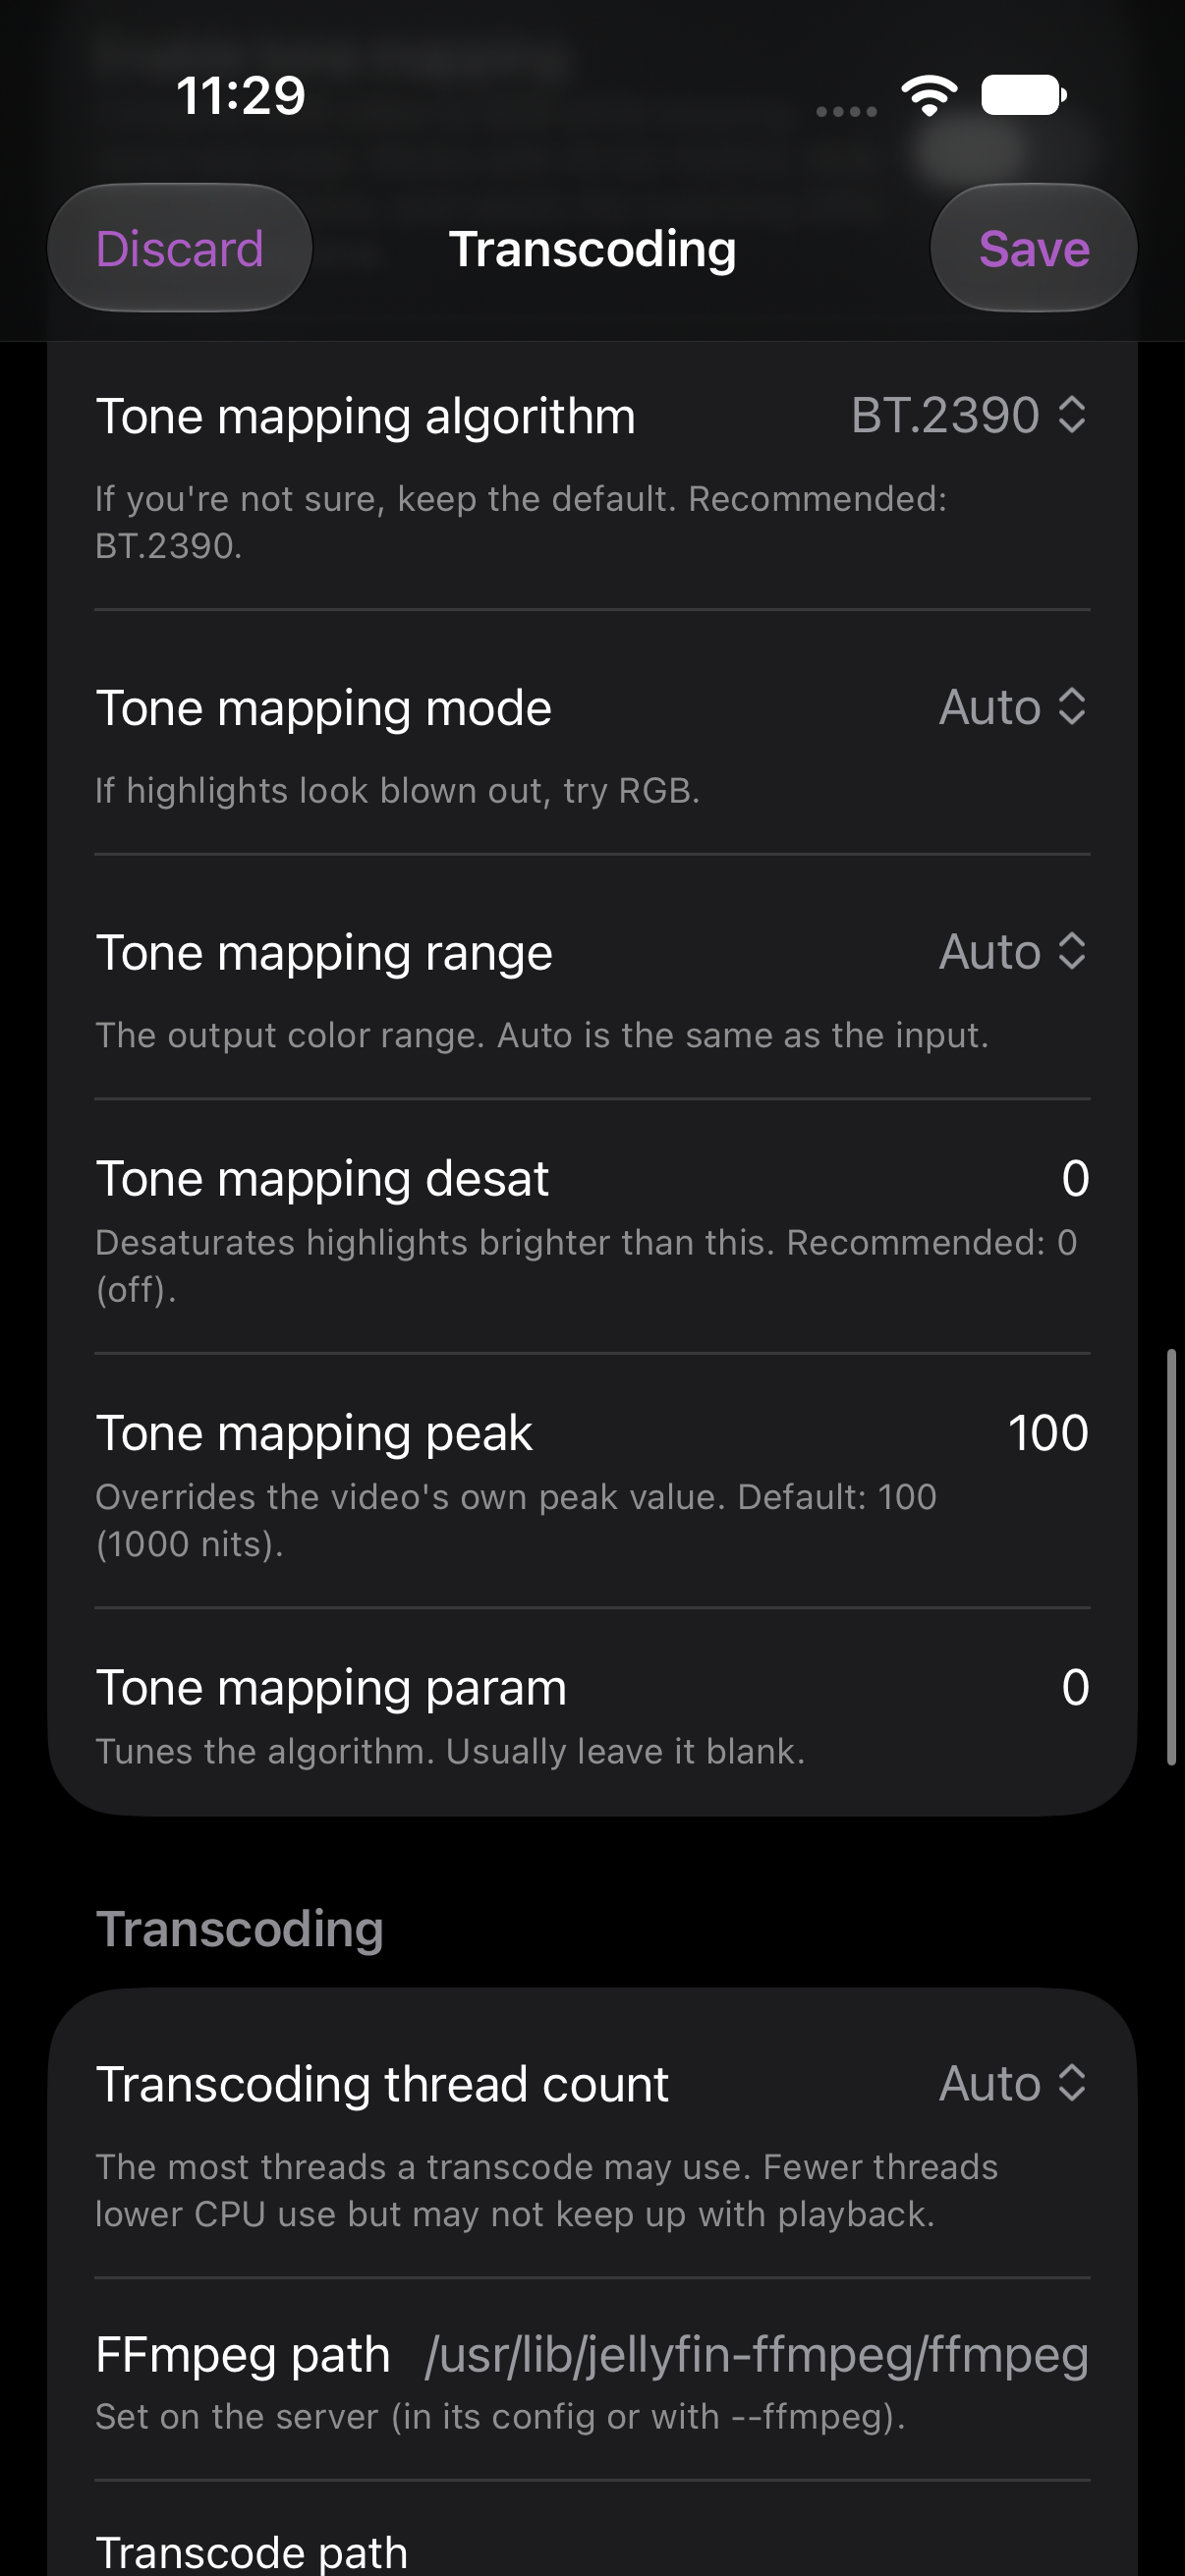 11:29
Discard
Transcoding
Save
Tone mapping algorithm
BT.2390
If you're not sure, keep the default. Recommended:
BT.2390.
Tone mapping mode
Auto
If highlights look blown out, try RGB.
Tone mapping range
Auto
The output color range. Auto is the same as the input.
Tone mapping desat
0
Desaturates highlights brighter than this. Recommended: 0
(off).
Tone mapping peak
100
Overrides the video's own peak value. Default: 100
(1000 nits).
Tone mapping param
0
Tunes the algorithm. Usually leave it blank.
Transcoding
Transcoding thread count
Auto
The most threads a transcode may use. Fewer threads
lower CPU use but may not keep up with playback.
FFmpeg path
/usr/lib/jellyfin-ffmpeg/ffmpeg
Set on the server (in its config or with --ffmpeg).
Transcode path